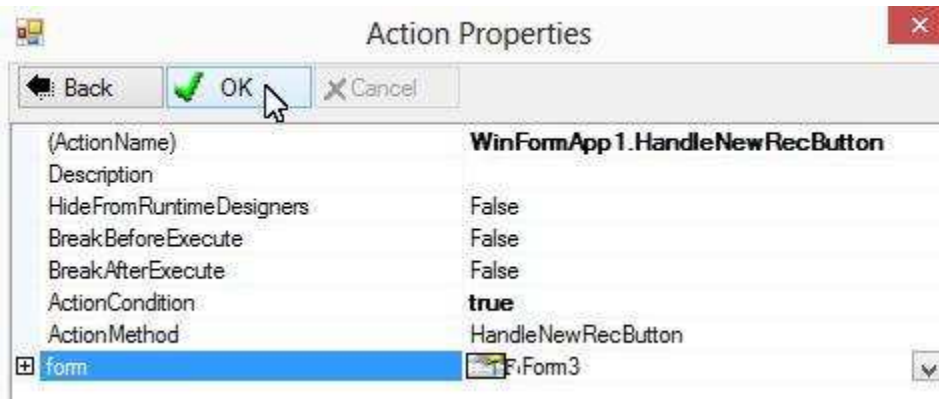 Action Properties
Back OK Cancel
(ActionName) WinFormApp1.HandleNewRecButton
Description
HideFromRuntimeDesigners False
BreakBeforeExecute False
BreakAfterExecute False
ActionCondition true
ActionMethod HandleNewRecButton
form Form3